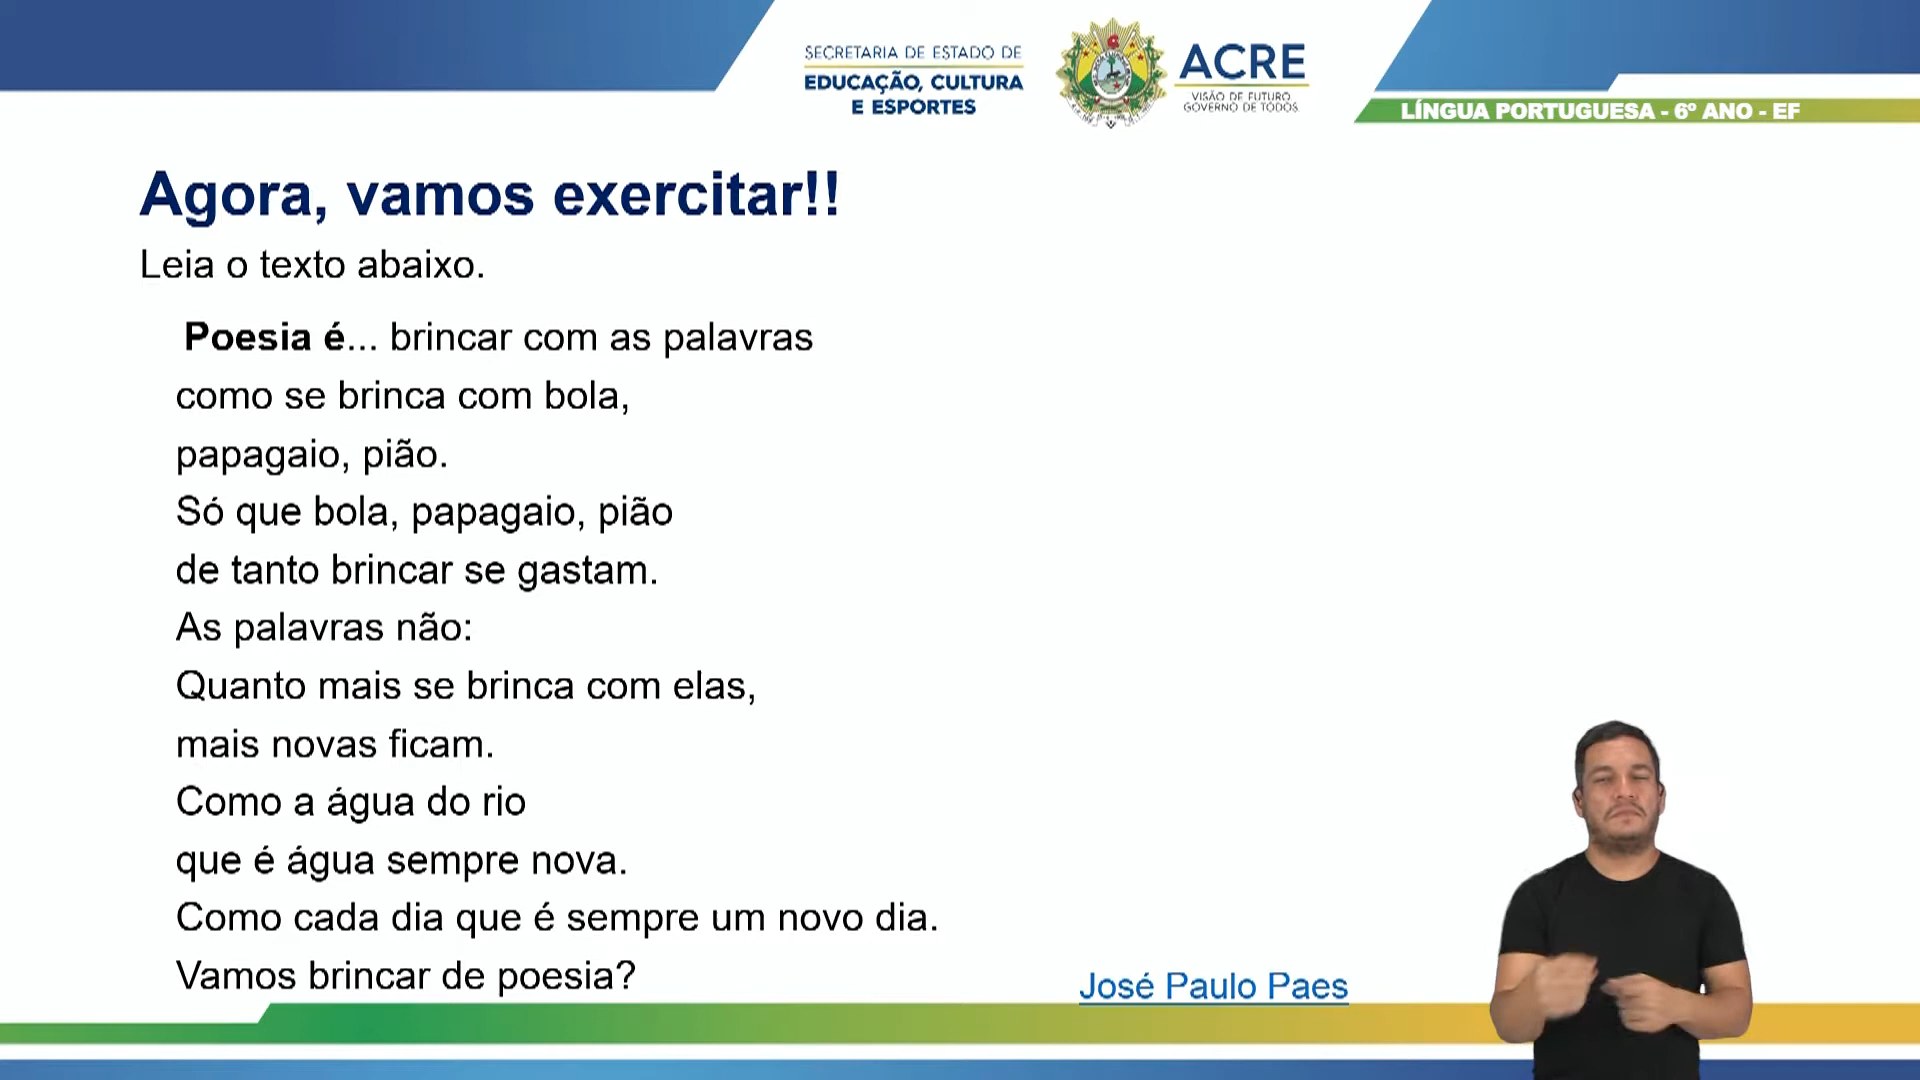 SECRETARIA DE ESTADO DE
EDUCAÇÃO, CULTURA
E ESPORTES
ACRE
VISÃO DE FUTURO
GOVERNO DE TODOS
LÍNGUA PORTUGUESA - 6º ANO - EF
Agora, vamos exercitar!!
Leia o texto abaixo.
Poesia é... brincar com as palavras
como se brinca com bola,
papagaio, pião.
Só que bola, papagaio, pião
de tanto brincar se gastam.
As palavras não:
Quanto mais se brinca com elas,
mais novas ficam.
Como a água do rio
que é água sempre nova.
Como cada dia que é sempre um novo dia.
Vamos brincar de poesia?
José Paulo Paes